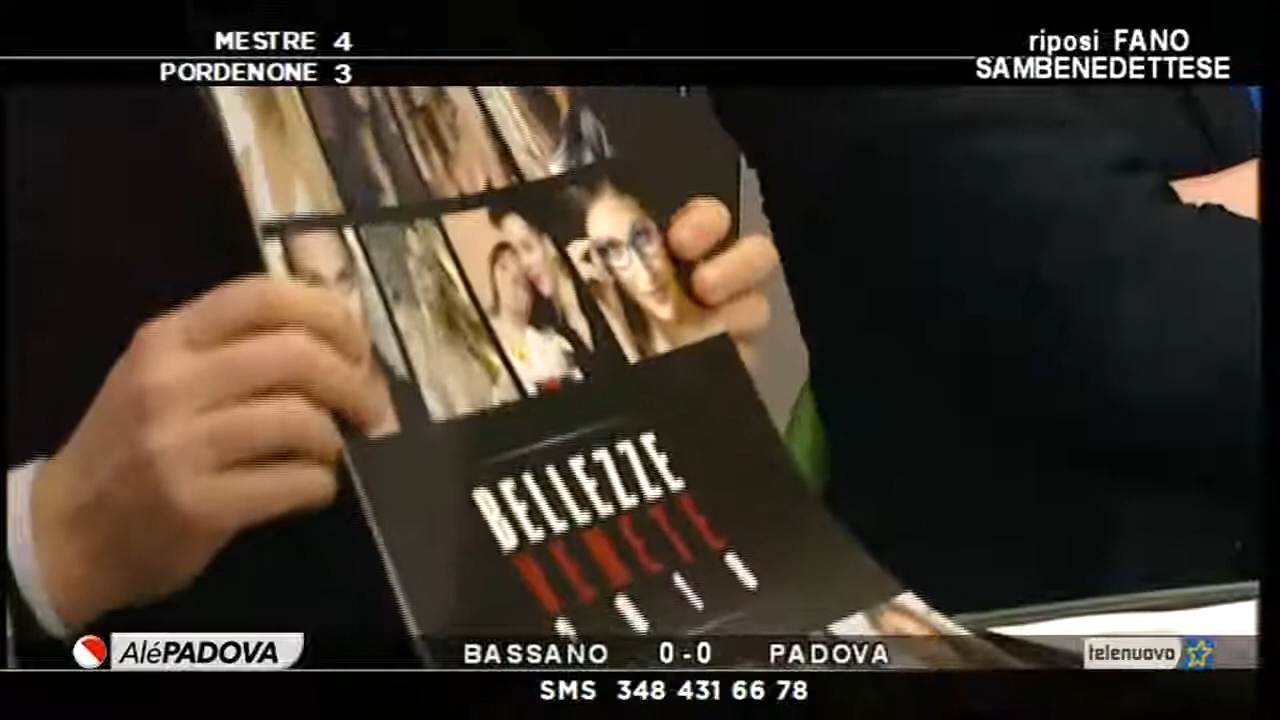 MESTRE 4
PORDENONE 3
riposi FANO
SAMBENEDETTESE
BELLEZZE
VENETE
AléPADOVA
BASSANO 0-0 PADOVA
telenuovo
SMS 348 431 66 78